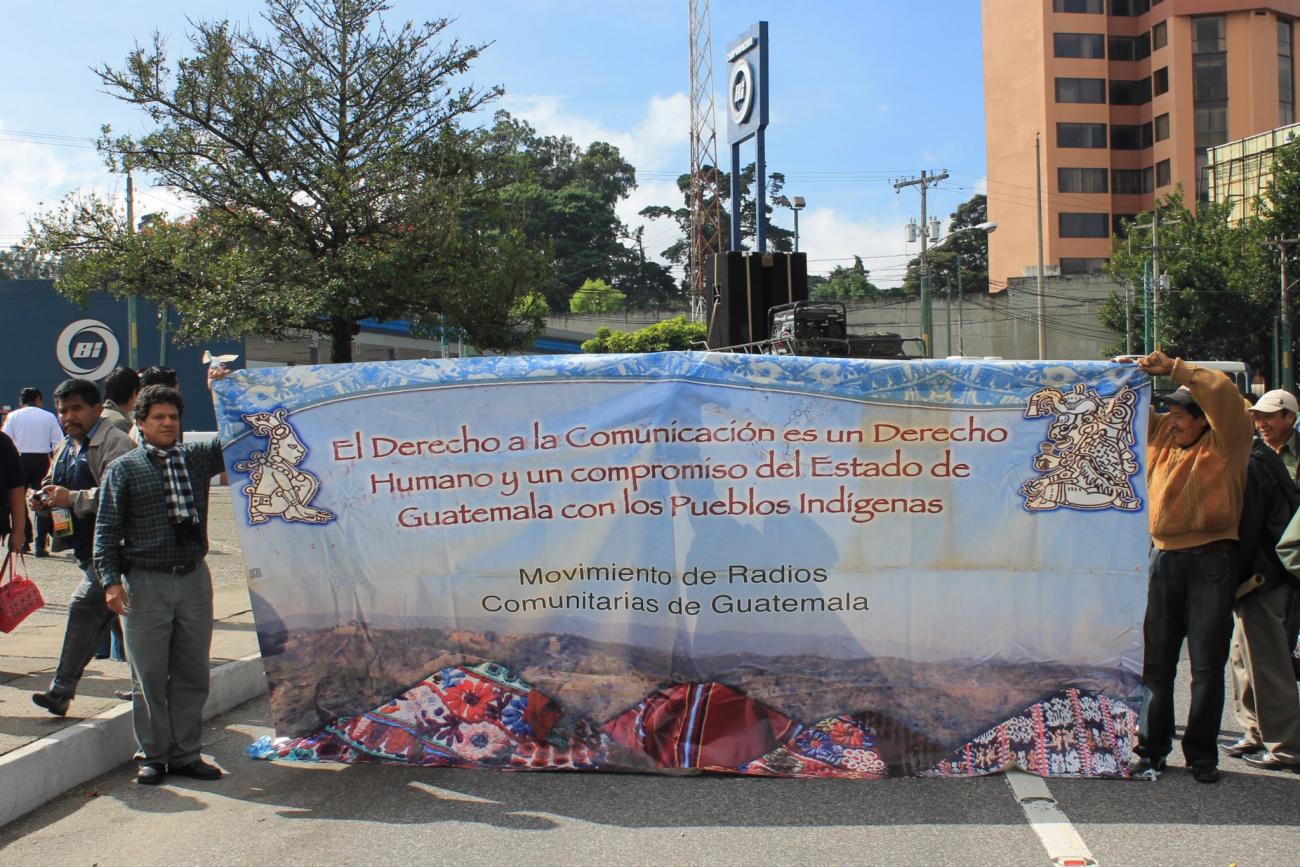 Bi
Bi
El Derecho a la Comunicación es un Derecho
Humano y un compromiso del Estado de
Guatemala con los Pueblos Indígenas
Movimiento de Radios
Comunitarias de Guatemala